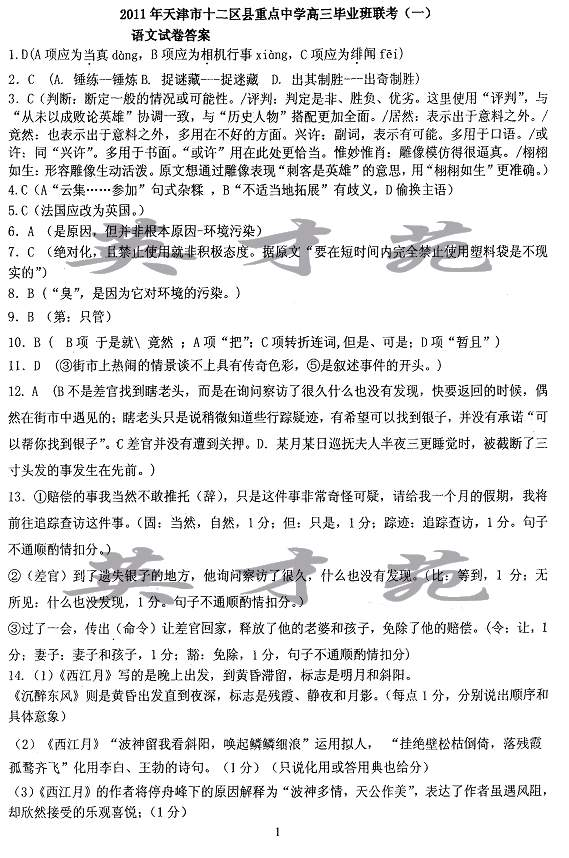 2011 年天津市十二区县重点中学高三毕业班联考（一）
语文试卷答案
1.D(A 项应为当真 dàng，B 项应为相机行事 xiàng，C 项应为绯闻 fēi）
2．C（A．锤练--锤炼 B．捉谜藏---捉迷藏 D．出其制胜---出奇制胜）
3．C（判断：断定一般的情况或可能性。/评判：判定是非、胜负、优劣。这里使用“评判”，与
“从未以成败论英雄”协调一致，与“历史人物”搭配更加全面。/居然：表示出于意料之外。/
竟然：也表示出于意料之外，多用在不好的方面。兴许：副词，表示有可能。多用于口语。/或
许：同“兴许”。多用于书面。“或许”用在此处更恰当。惟妙惟肖：雕像模仿得很逼真。/栩栩
如生：形容雕像生动活泼。原文想通过雕像表现“刺客是英雄”的意思，用“栩栩如生”更准确。）
4.C（A“云集……参加”句式杂糅 ，B“不适当地拓展”有歧义，D 偷换主语）
5.C（法国应改为英国。）
6．A （是原因，但并非根本原因-环境污染）
7．C （绝对化，且禁止使用就非积极态度。据原文“要在短时间内完全禁止使用塑料袋是不现
实的”）
8．B（“臭”，是因为它对环境的污染。）
9．B （第：只管）
10．B（ B项 于是就\ 竟然 ；A 项“把”；C 项转折连词,但是、可是；D 项“暂且”）
11．D （③街市上热闹的情景谈不上具有传奇色彩，⑤是叙述事件的开头。）
12．A （B 不是差官找到瞎老头，而是在询问察访了很久什么也没有发现，快要返回的时候，偶
然在街市中遇见的；瞎老头只是说稍微知道些行踪疑迹，有希望可以找到银子，并没有承诺“可
以帮你找到银子”。C 差官并没有遭到关押。D．某月某日巡抚夫人半夜三更睡觉时，被截断了三
寸头发的事发生在先前。）
13．①赔偿的事我当然不敢推托（辞），只是这件事非常奇怪可疑，请给我一个月的假期，我将
前往追踪查访这件事。（固：当然，自然，1 分；但：只是，1 分；踪迹：追踪查访，1 分。句子
不通顺酌情扣分。）
②（差官）到了遗失银子的地方，他询问察访了很久，什么也没有发现。（比：等到，1 分；无
所见：什么也没发现，1 分。句子不通顺酌情扣分。）
③过了一会，传出（命令）让差官回家，释放了他的老婆和孩子，免除了他的赔偿。（令：让，1
分；妻子：妻子和孩子，1 分；豁：免除，1 分，句子不通顺酌情扣分）
14．（1）《西江月》写的是晚上出发，到黄昏滞留，标志是明月和斜阳。
《沉醉东风》则是黄昏出发直到夜深，标志是残霞、静夜和月影。（每点 1 分，分别说出顺序和
具体意象）
（2）《西江月》“波神留我看斜阳，唤起鳞鳞细浪”运用拟人， “挂绝壁松枯倒倚，落残霞
孤鹜齐飞”化用李白、王勃的诗句。（1 分）（只说化用或答用典也给分）
（3）《西江月》的作者将停舟峰下的原因解释为“波神多情，天公作美”，表达了作者虽遇风阻，
却欣然接受的乐观喜悦；（1 分）
1
英才苑
英才苑